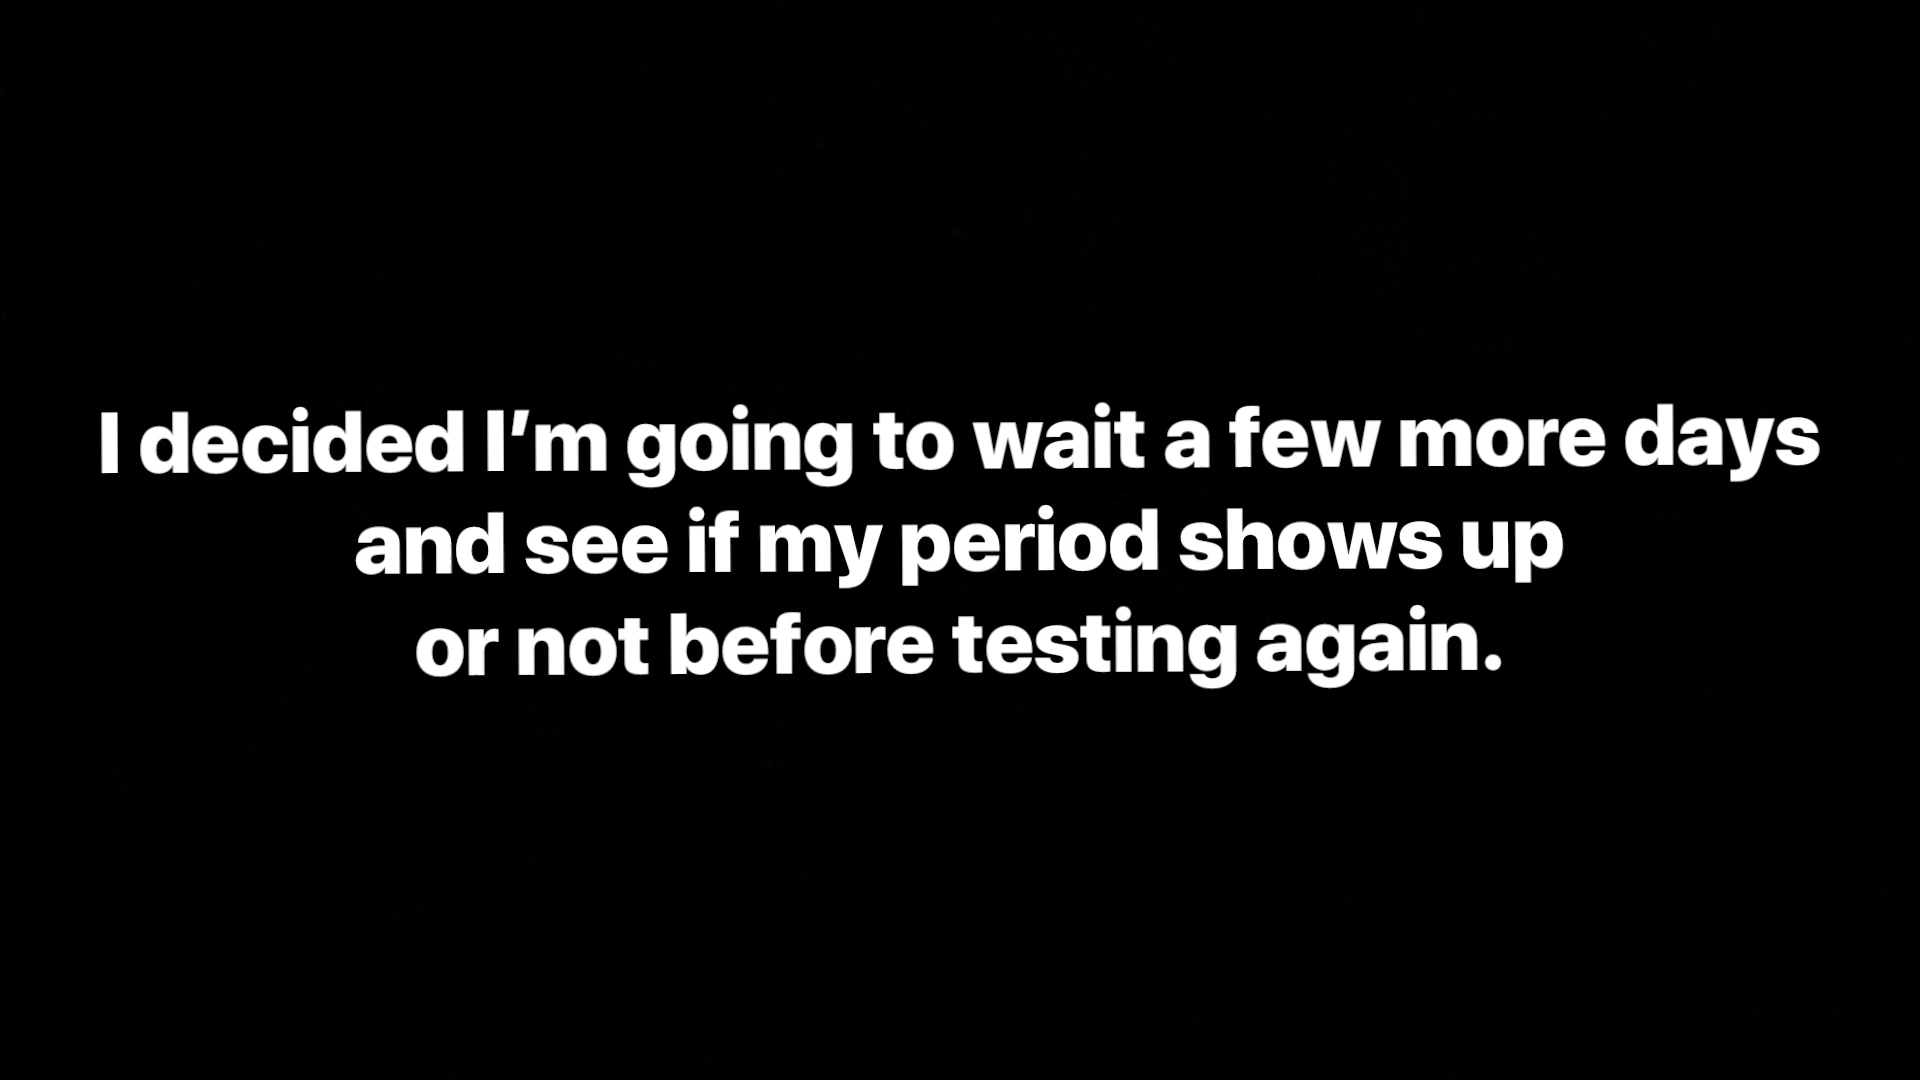 I decided I’m going to wait a few more days
and see if my period shows up
or not before testing again.